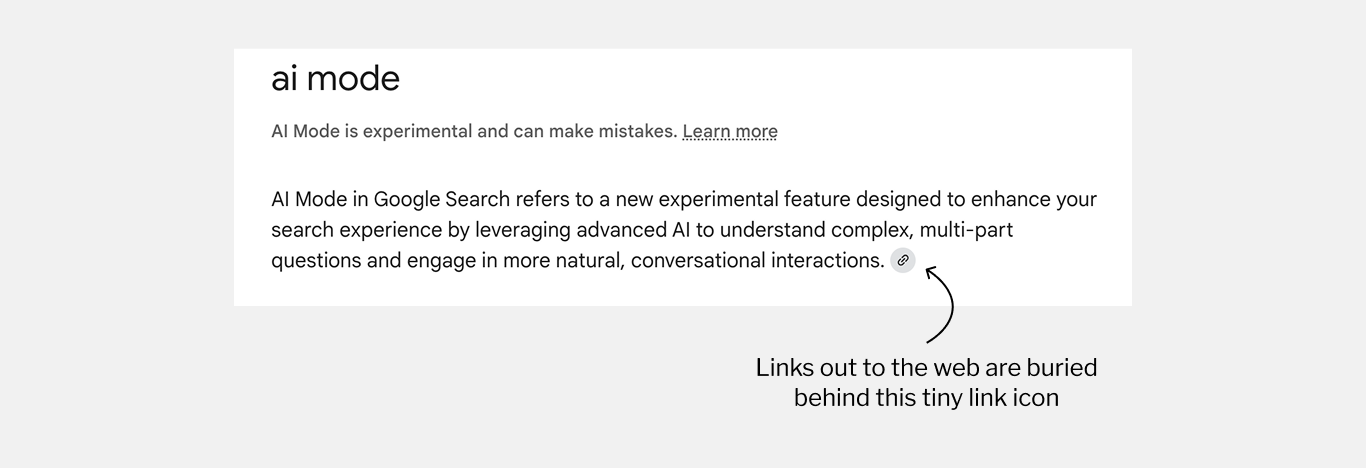 ai mode
AI Mode is experimental and can make mistakes. Learn more
AI Mode in Google Search refers to a new experimental feature designed to enhance your
search experience by leveraging advanced AI to understand complex, multi-part
questions and engage in more natural, conversational interactions.
Links out to the web are buried
behind this tiny link icon